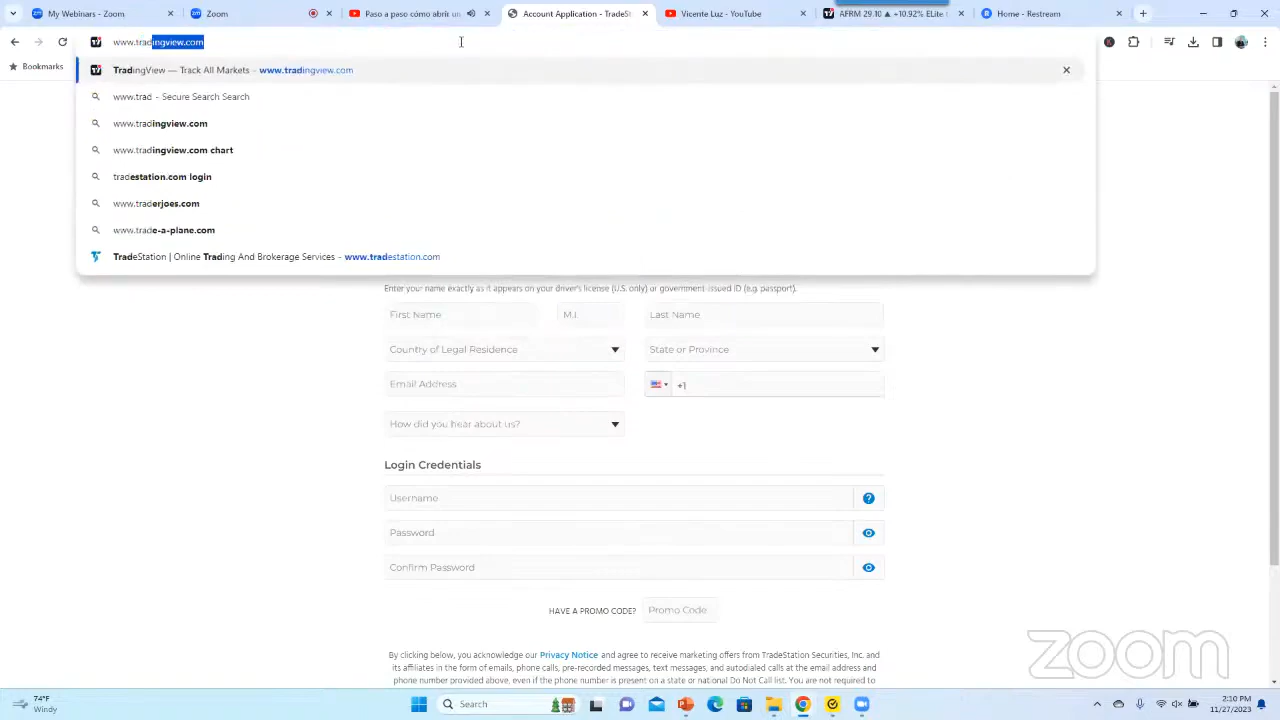 My Webinars - Zoom
Zoom
Paso a paso cómo abrir un
Account Application - TradeSt
Vicente Luz - YouTube
AFRM 29.10 ▲ +10.92% ELite
Home - Restream
www.tradingview.com
Bookmarks
TradingView — Track All Markets - www.tradingview.com
www.trad - Secure Search Search
www.tradingview.com
www.tradingview.com chart
tradestation.com login
www.traderjoes.com
www.trade-a-plane.com
TradeStation | Online Trading And Brokerage Services - www.tradestation.com
Enter your name exactly as it appears on your driver's license (U.S. only) or government-issued ID (e.g. passport).
First Name
M.I.
Last Name
Country of Legal Residence
State or Province
Email Address
+1
How did you hear about us?
Login Credentials
Username
Password
Confirm Password
HAVE A PROMO CODE?
Promo Code
By clicking below, you acknowledge our Privacy Notice and agree to receive marketing offers from TradeStation Securities, Inc. and
its affiliates in the form of emails, phone calls, pre-recorded messages, text messages, and autodialed calls at the email address and
phone number provided above, even if the phone number is present on a state or national Do Not Call list. You are not required to
zoom
74°F
Windy
Search
2:10 PM
11/27/2023